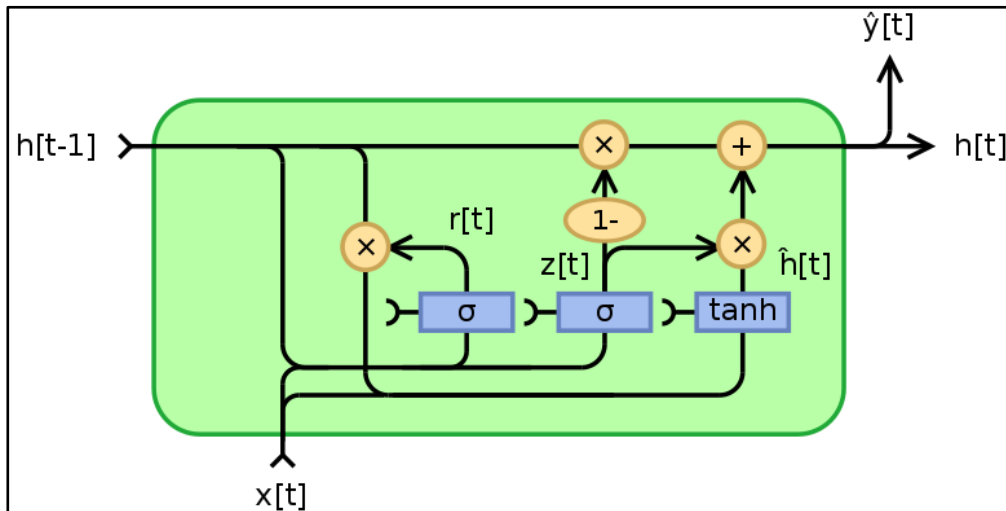 ŷ[t]
h[t-1]
×
+
h[t]
r[t]
1-
×
z[t]
×
ĥ[t]
σ
σ
tanh
x[t]